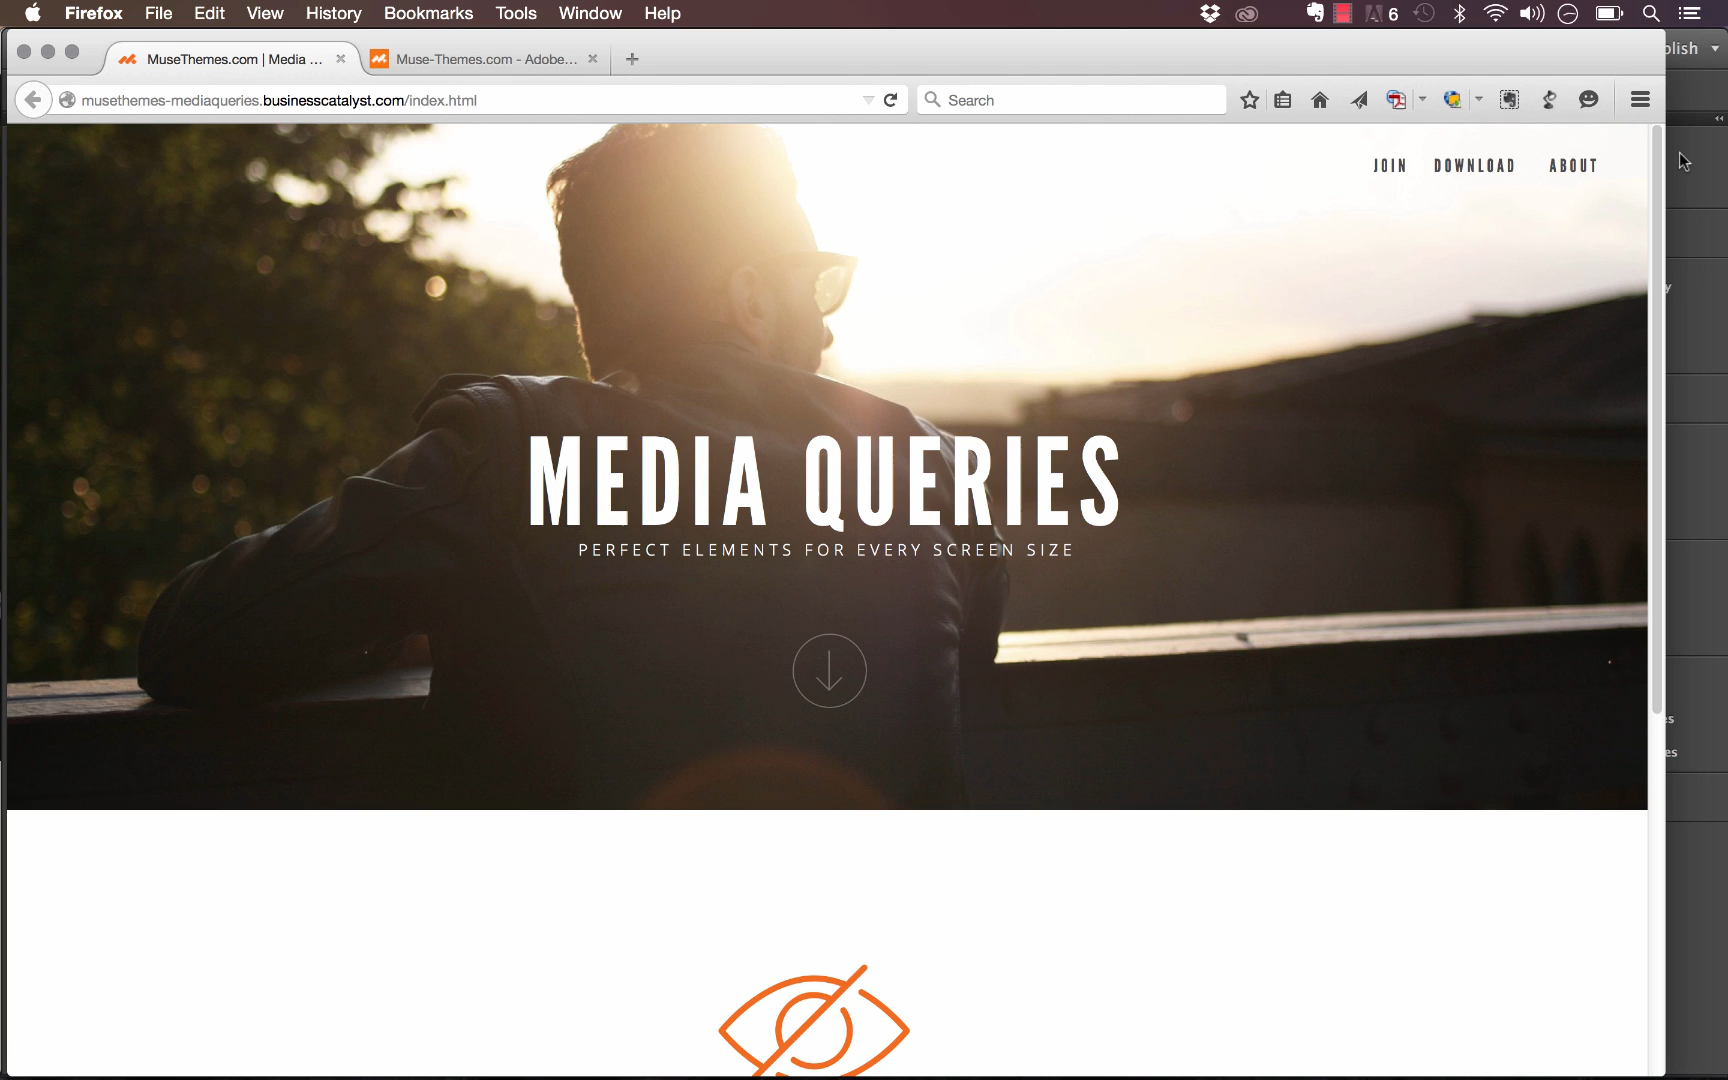 Firefox File Edit View History Bookmarks Tools Window Help 6
MuseThemes.com | Media ... Muse-Themes.com - Adobe...
musethemes-mediaqueries.businesscatalyst.com/index.html Search
JOIN DOWNLOAD ABOUT
MEDIA QUERIES
PERFECT ELEMENTS FOR EVERY SCREEN SIZE